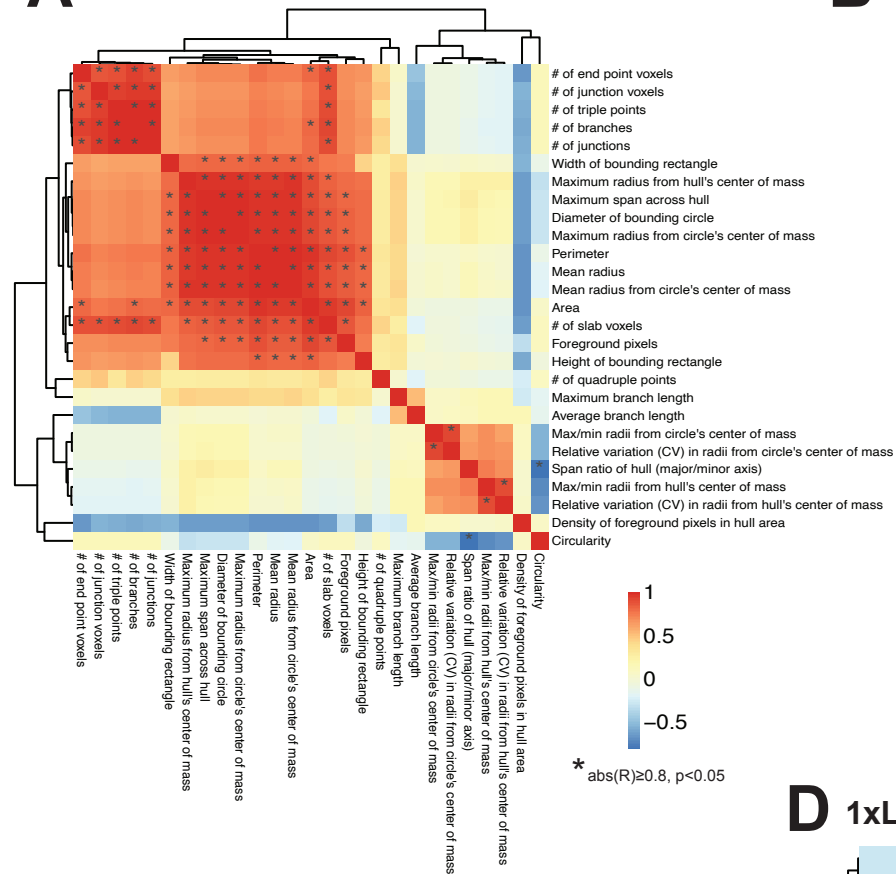 # of end point voxels
# of junction voxels
# of triple points
# of branches
# of junctions
Width of bounding rectangle
Maximum radius from hull's center of mass
Maximum span across hull
Diameter of bounding circle
Maximum radius from circle's center of mass
Perimeter
Mean radius
Mean radius from circle's center of mass
Area
# of slab voxels
Foreground pixels
Height of bounding rectangle
# of quadruple points
Maximum branch length
Average branch length
Max/min radii from circle's center of mass
Relative variation (CV) in radii from circle's center of mass
Span ratio of hull (major/minor axis)
Max/min radii from hull's center of mass
Relative variation (CV) in radii from hull's center of mass
Density of foreground pixels in hull area
Circularity
# of end point voxels
# of junction voxels
# of triple points
# of branches
# of junctions
Width of bounding rectangle
Maximum radius from hull's center of mass
Maximum span across hull
Diameter of bounding circle
Maximum radius from circle's center of mass
Perimeter
Mean radius
Mean radius from circle's center of mass
Area
# of slab voxels
Foreground pixels
Height of bounding rectangle
# of quadruple points
Maximum branch length
Average branch length
Max/min radii from circle's center of mass
Relative variation (CV) in radii from circle's center of mass
Span ratio of hull (major/minor axis)
Max/min radii from hull's center of mass
Relative variation (CV) in radii from hull's center of mass
Density of foreground pixels in hull area
Circularity
1
0.5
0
−0.5
* abs(R)≥0.8, p<0.05
D 1xL